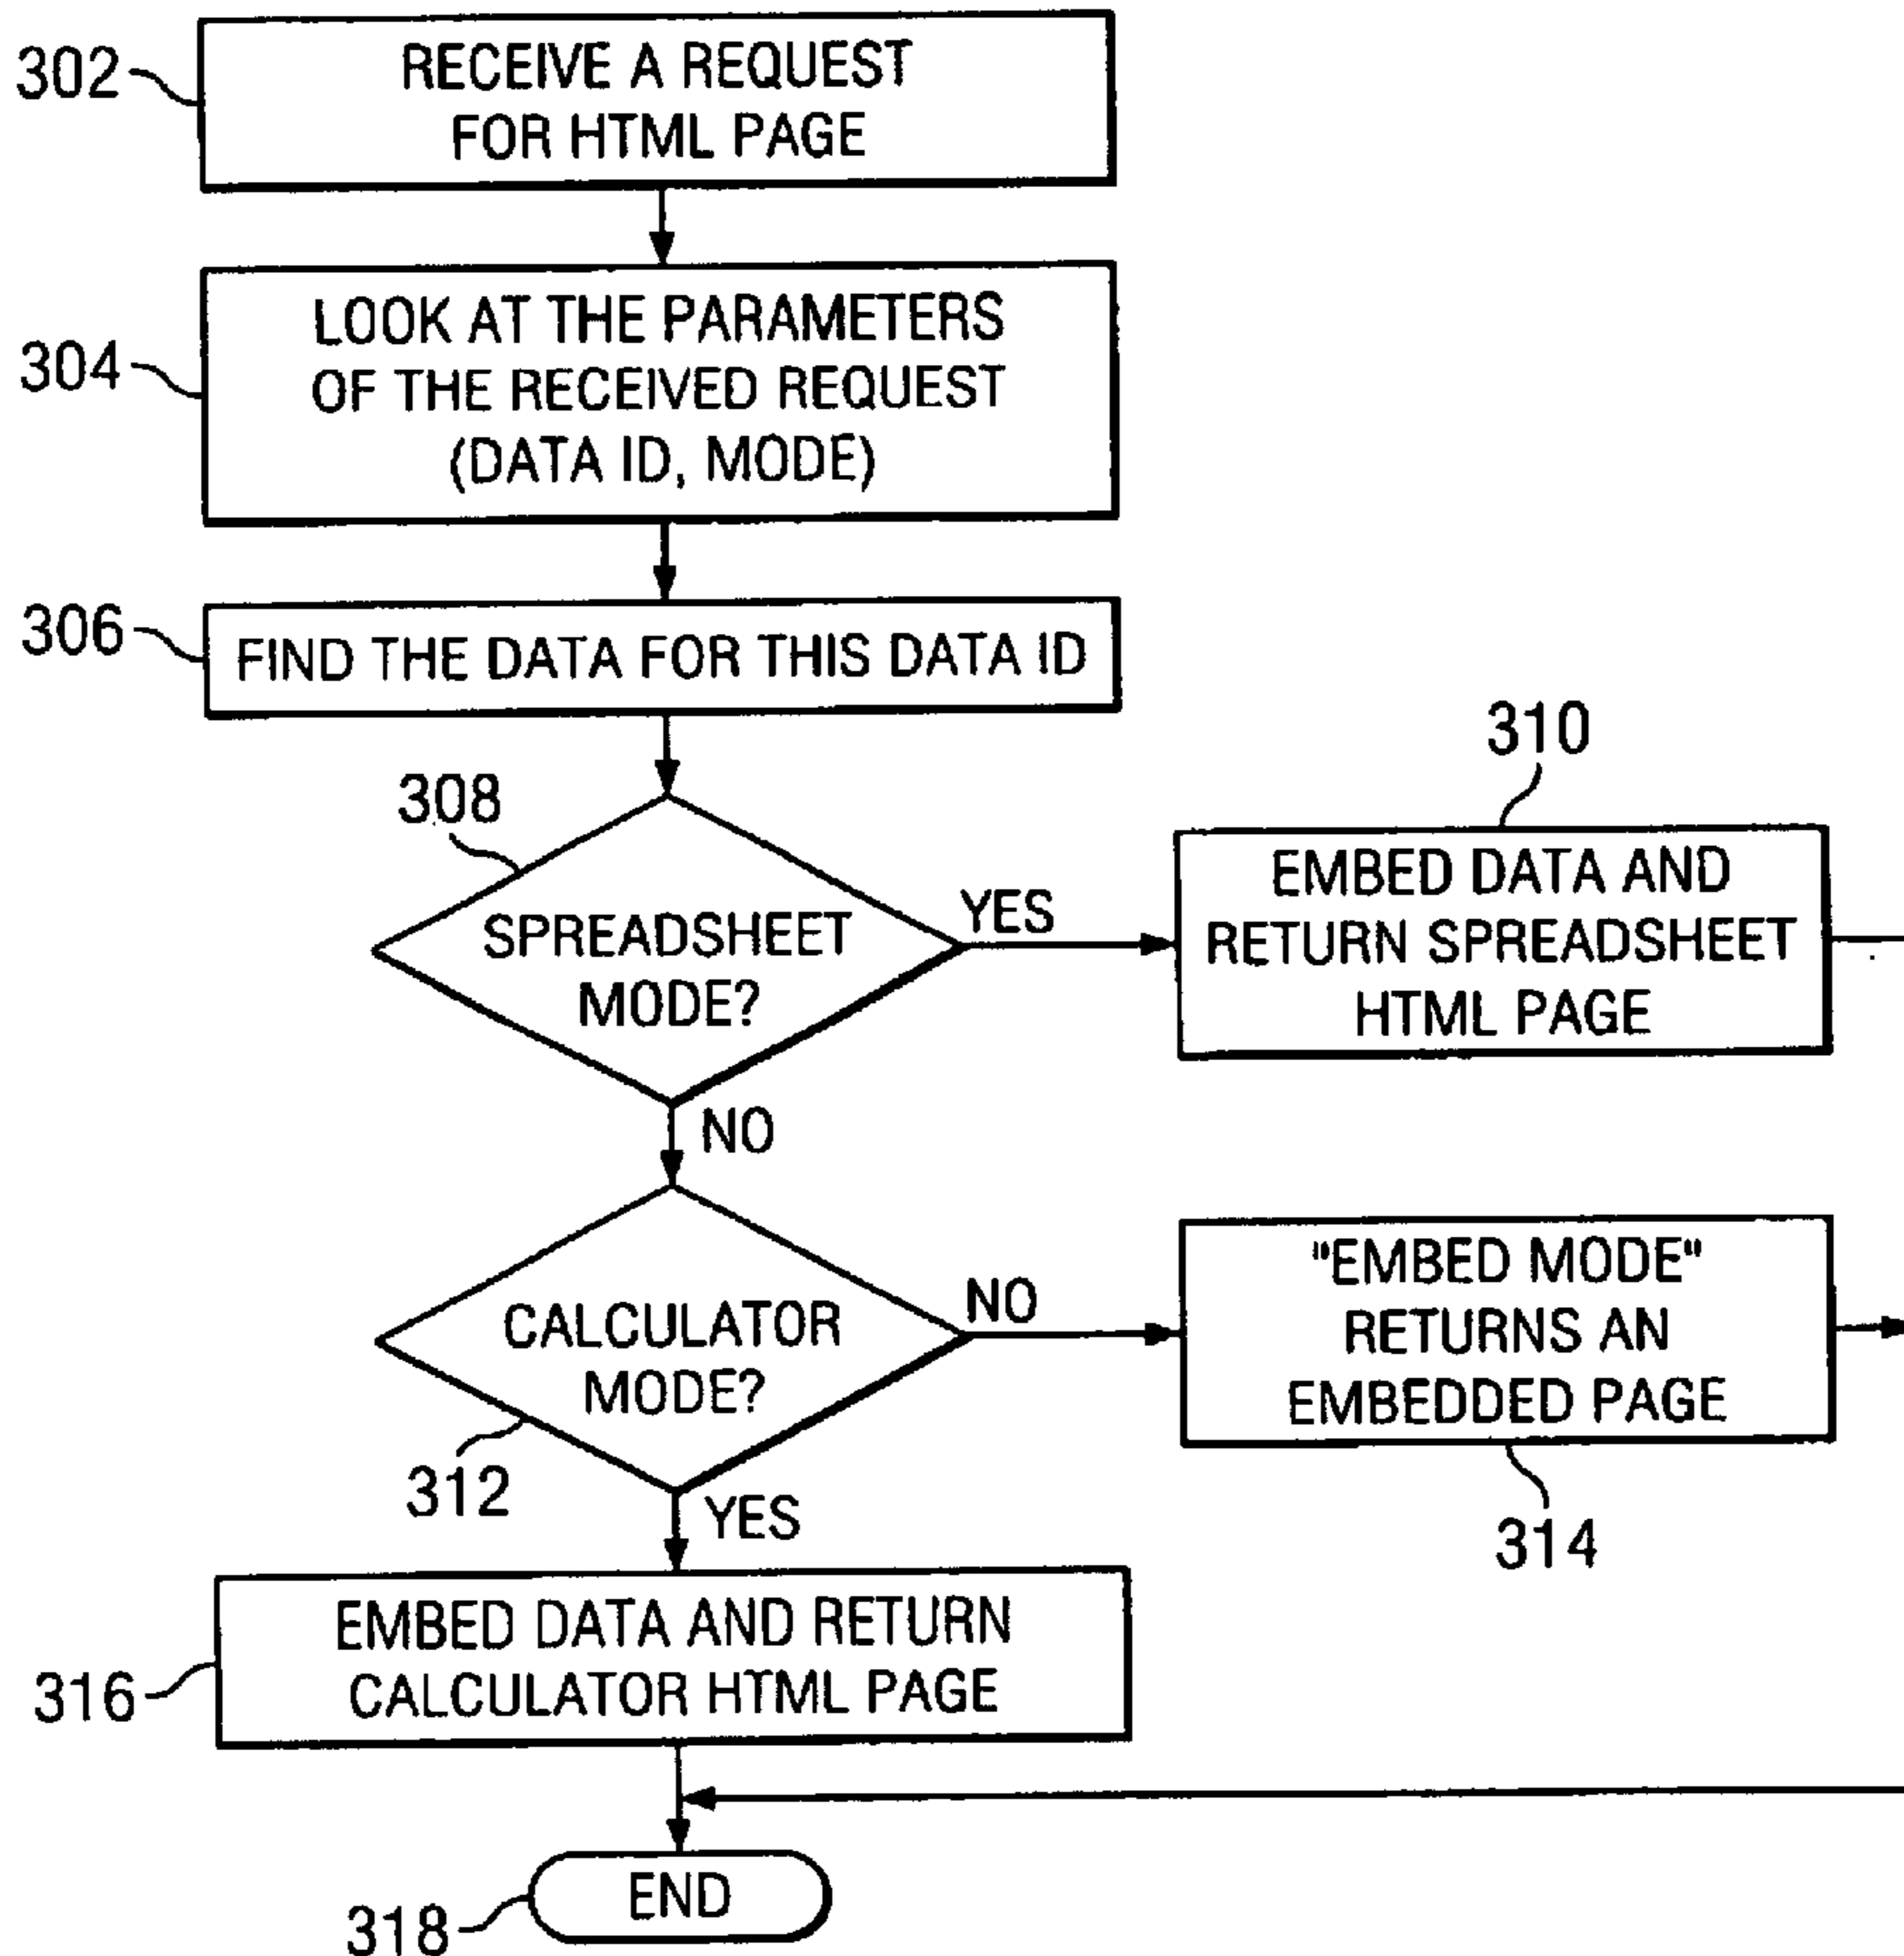 302
RECEIVE A REQUEST
FOR HTML PAGE
304
LOOK AT THE PARAMETERS
OF THE RECEIVED REQUEST
(DATA ID, MODE)
306
FIND THE DATA FOR THIS DATA ID
308
SPREADSHEET
MODE?
YES
310
EMBED DATA AND
RETURN SPREADSHEET
HTML PAGE
NO
312
CALCULATOR
MODE?
NO
"EMBED MODE"
RETURNS AN
EMBEDDED PAGE
314
YES
316
EMBED DATA AND RETURN
CALCULATOR HTML PAGE
318
END